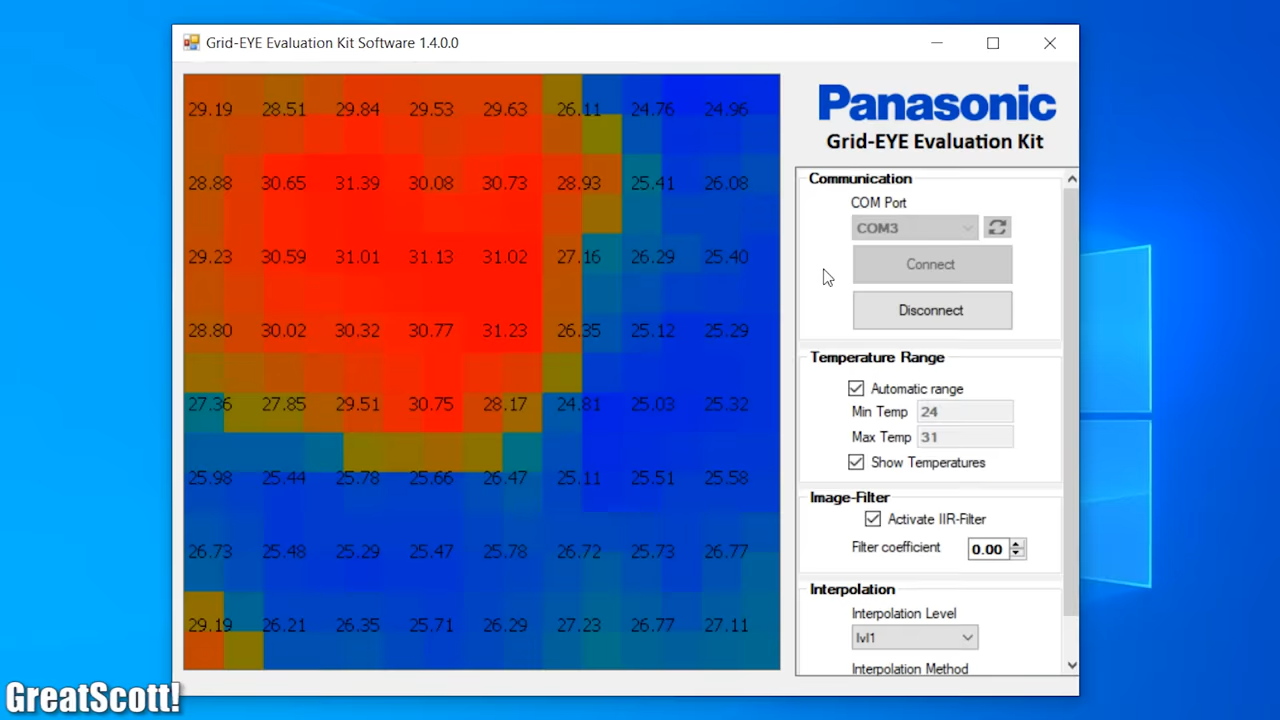 Grid-EYE Evaluation Kit Software 1.4.0.0
29.19 28.51 29.84 29.53 29.63 26.11 24.76 24.96
28.88 30.65 31.39 30.08 30.73 28.93 25.41 26.08
29.23 30.59 31.01 31.13 31.02 27.16 26.29 25.40
28.80 30.02 30.32 30.77 31.23 26.35 25.12 25.29
27.36 27.85 29.51 30.75 28.17 24.81 25.03 25.32
25.98 25.44 25.78 25.66 26.47 25.11 25.51 25.58
26.73 25.48 25.29 25.47 25.78 26.72 25.73 26.77
29.19 26.21 26.35 25.71 26.29 27.23 26.77 27.11
Panasonic
Grid-EYE Evaluation Kit
Communication
COM Port
COM3
Connect
Disconnect
Temperature Range
Automatic range
Min Temp 24
Max Temp 31
Show Temperatures
Image-Filter
Activate IIR-Filter
Filter coefficient 0.00
Interpolation
Interpolation Level
lvl1
Interpolation Method
GreatScott!